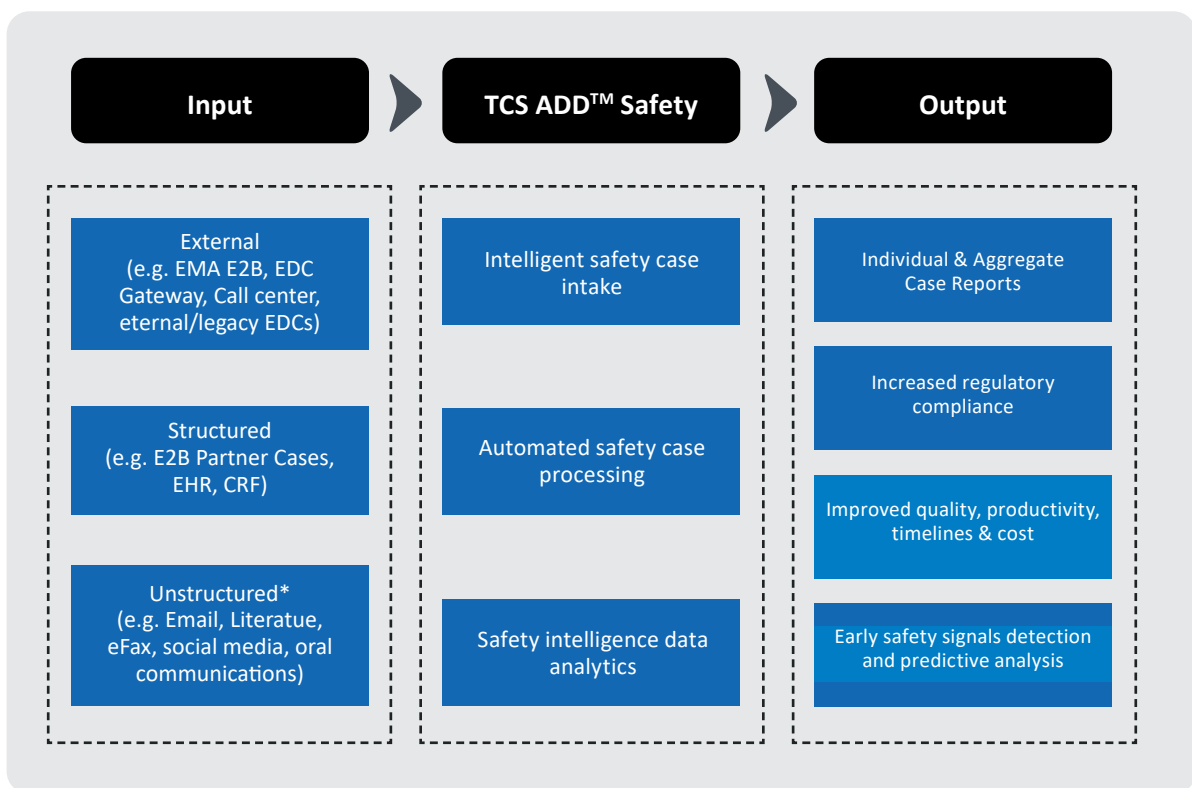 Input
TCS ADD™ Safety
Output
External
(e.g. EMA E2B, EDC
Gateway, Call center,
eternal/legacy EDCs)
Structured
(e.g. E2B Partner Cases,
EHR, CRF)
Unstructured*
(e.g. Email, Literatue,
eFax, social media, oral
communications)
Intelligent safety case
intake
Automated safety case
processing
Safety intelligence data
analytics
Individual & Aggregate
Case Reports
Increased regulatory
compliance
Improved quality, productivity,
timelines & cost
Early safety signals detection
and predictive analysis